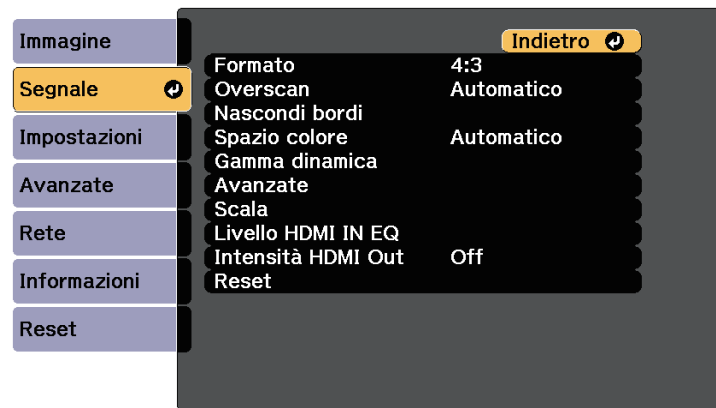 Immagine
Segnale
Impostazioni
Avanzate
Rete
Informazioni
Reset
Indietro
Formato 4:3
Overscan Automatico
Nascondi bordi
Spazio colore Automatico
Gamma dinamica
Avanzate
Scala
Livello HDMI IN EQ
Intensità HDMI Out Off
Reset